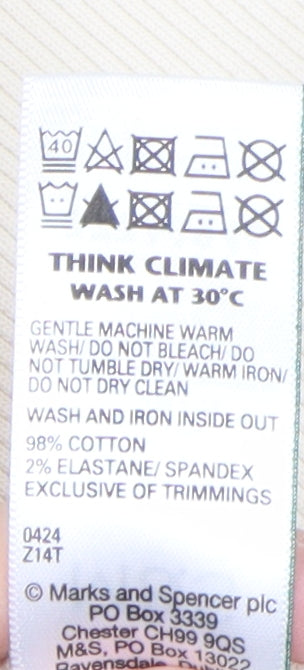 40
THINK CLIMATE
WASH AT 30°C
GENTLE MACHINE WARM
WASH/ DO NOT BLEACH/ DO
NOT TUMBLE DRY/ WARM IRON/
DO NOT DRY CLEAN
WASH AND IRON INSIDE OUT
98% COTTON
2% ELASTANE/ SPANDEX
EXCLUSIVE OF TRIMMINGS
0424
Z14T
© Marks and Spencer plc
PO Box 3339
Chester CH99 9QS
M&S, PO Box 13022
Ravensdale,